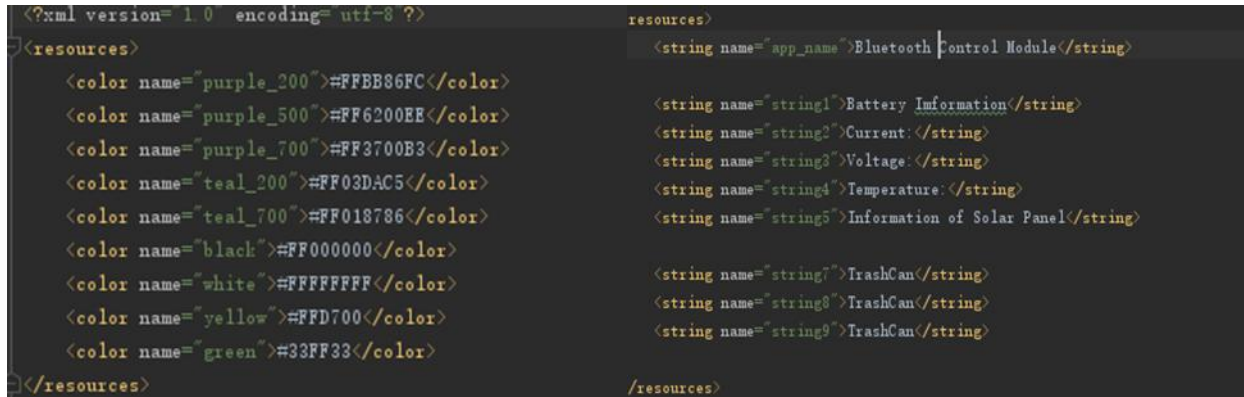 <?xml version="1.0" encoding="utf-8"?>
<resources>
<color name="purple_200">#FFBB86FC</color>
<color name="purple_500">#FF6200EE</color>
<color name="purple_700">#FF3700B3</color>
<color name="teal_200">#FF03DAC5</color>
<color name="teal_700">#FF018786</color>
<color name="black">#FF000000</color>
<color name="white">#FFFFFFFF</color>
<color name="yellow">#FFD700</color>
<color name="green">#33FF33</color>
</resources>
resources>
<string name="app_name">Bluetooth Control Module</string>
<string name="string1">Battery Imformation</string>
<string name="string2">Current:</string>
<string name="string3">Voltage:</string>
<string name="string4">Temperature:</string>
<string name="string5">Information of Solar Panel</string>
<string name="string7">TrashCan</string>
<string name="string8">TrashCan</string>
<string name="string9">TrashCan</string>
/resources>